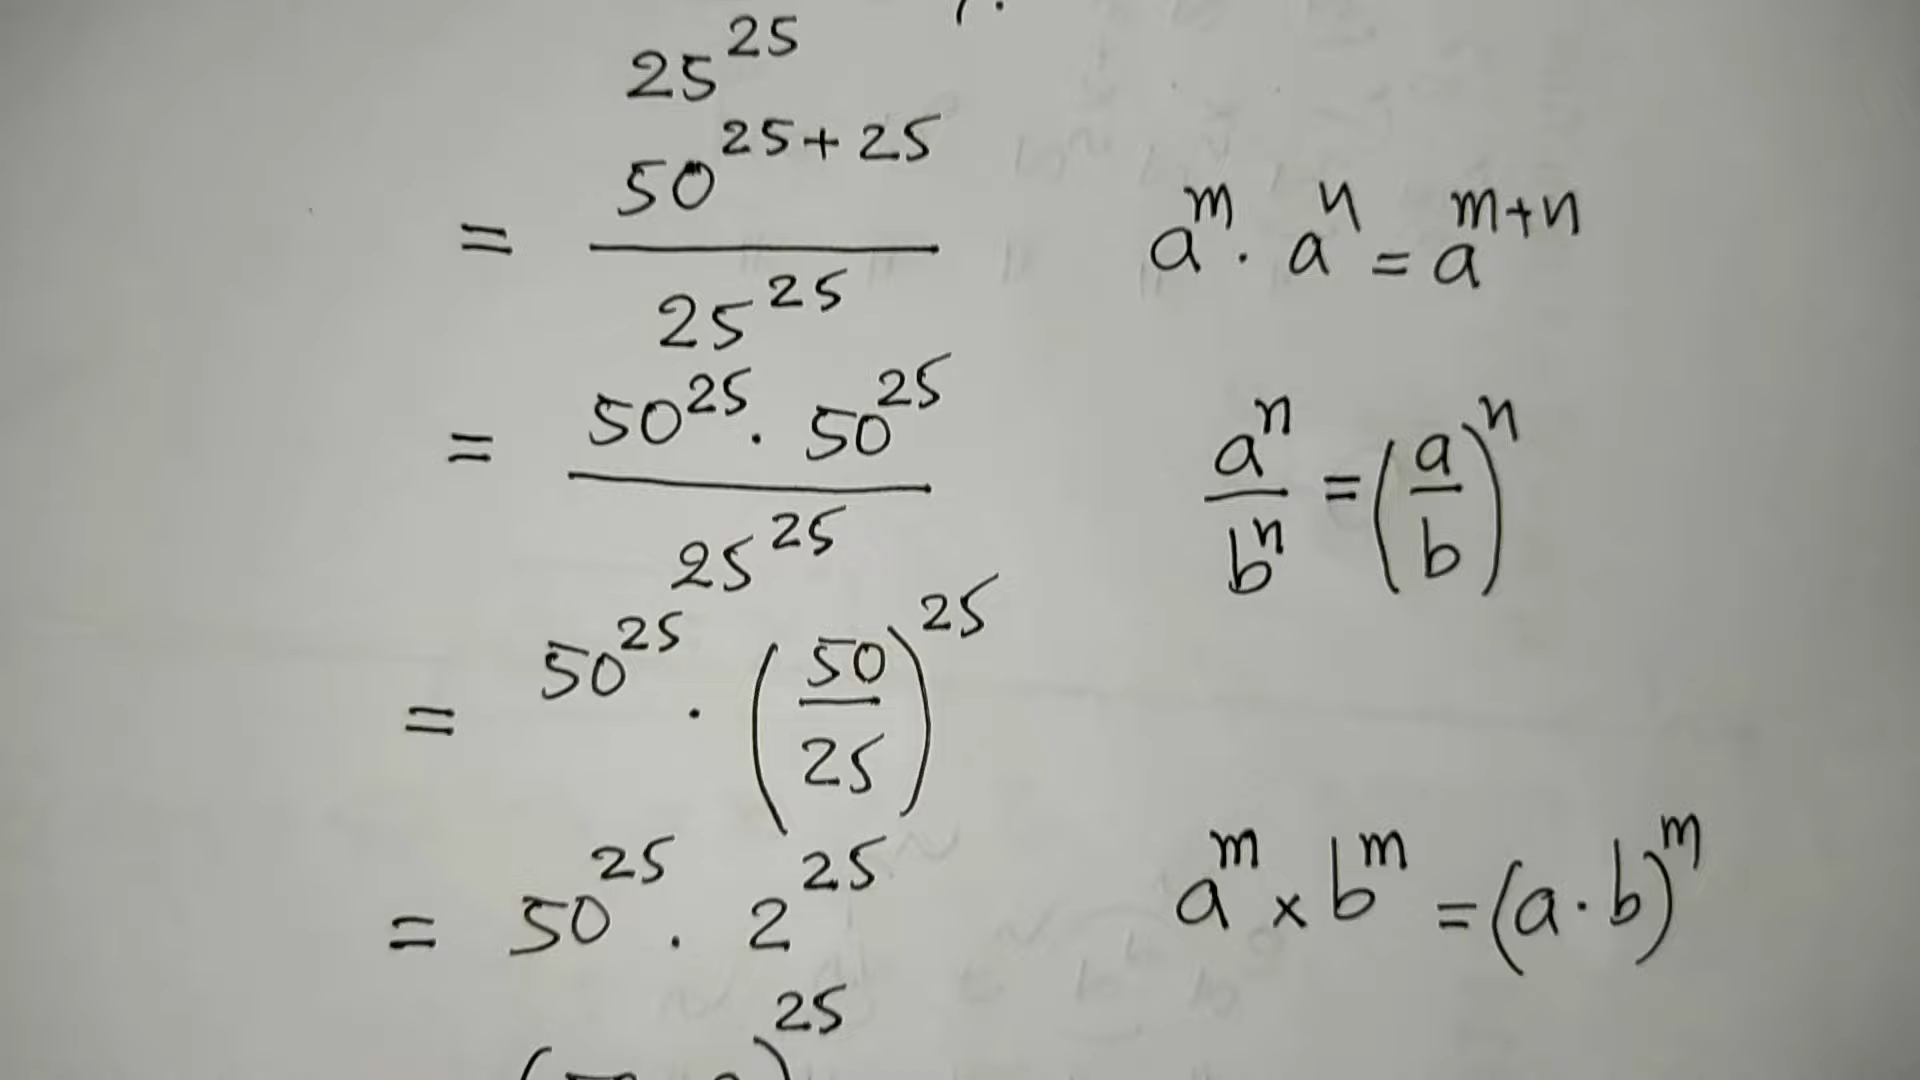 25^25
= 50^(25+25) / 25^25
a^m · a^n = a^(m+n)
= 50^25 · 50^25 / 25^25
a^n / b^n = (a/b)^n
= 50^25 · (50/25)^25
= 50^25 · 2^25
a^m × b^m = (a·b)^m
( )^25